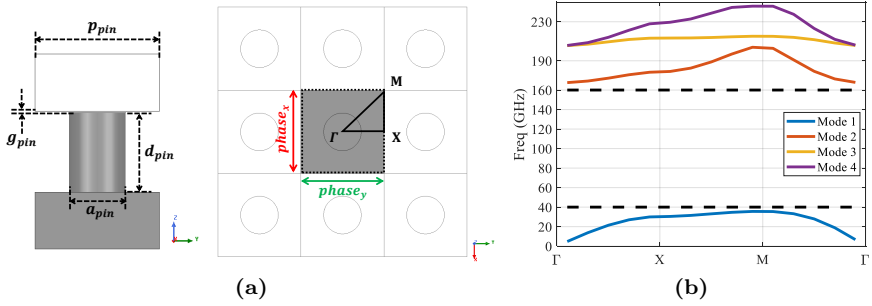 p_pin
g_pin
d_pin
a_pin
Z
Y
phase_x
M
Γ
X
phase_y
Y
X
(a)
Freq (GHz)
230
210
190
160
140
120
100
80
60
40
20
0
Mode 1
Mode 2
Mode 3
Mode 4
Γ
X
M
Γ
(b)